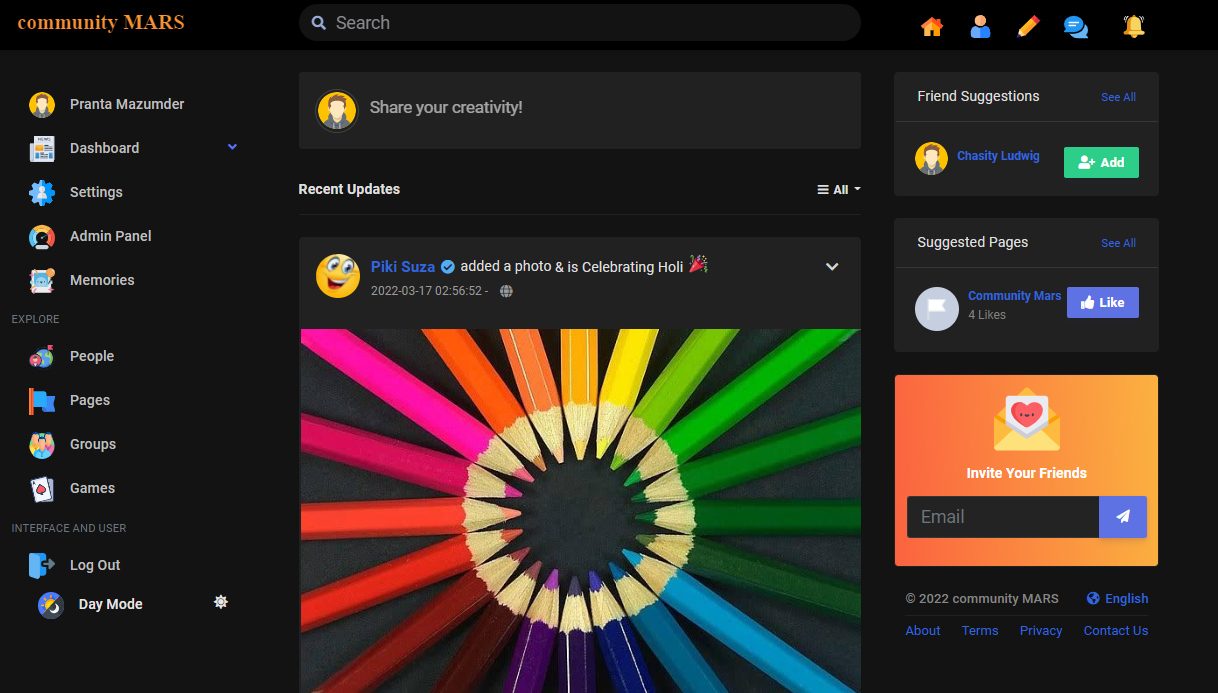 community MARS
Search
Pranta Mazumder
Dashboard
Settings
Admin Panel
Memories
EXPLORE
People
Pages
Groups
Games
INTERFACE AND USER
Log Out
Day Mode
Share your creativity!
Recent Updates
All
Piki Suza added a photo & is Celebrating Holi
2022-03-17 02:56:52 -
Friend Suggestions
See All
Chasity Ludwig
Add
Suggested Pages
See All
Community Mars
4 Likes
Like
Invite Your Friends
Email
© 2022 community MARS
English
About Terms Privacy Contact Us